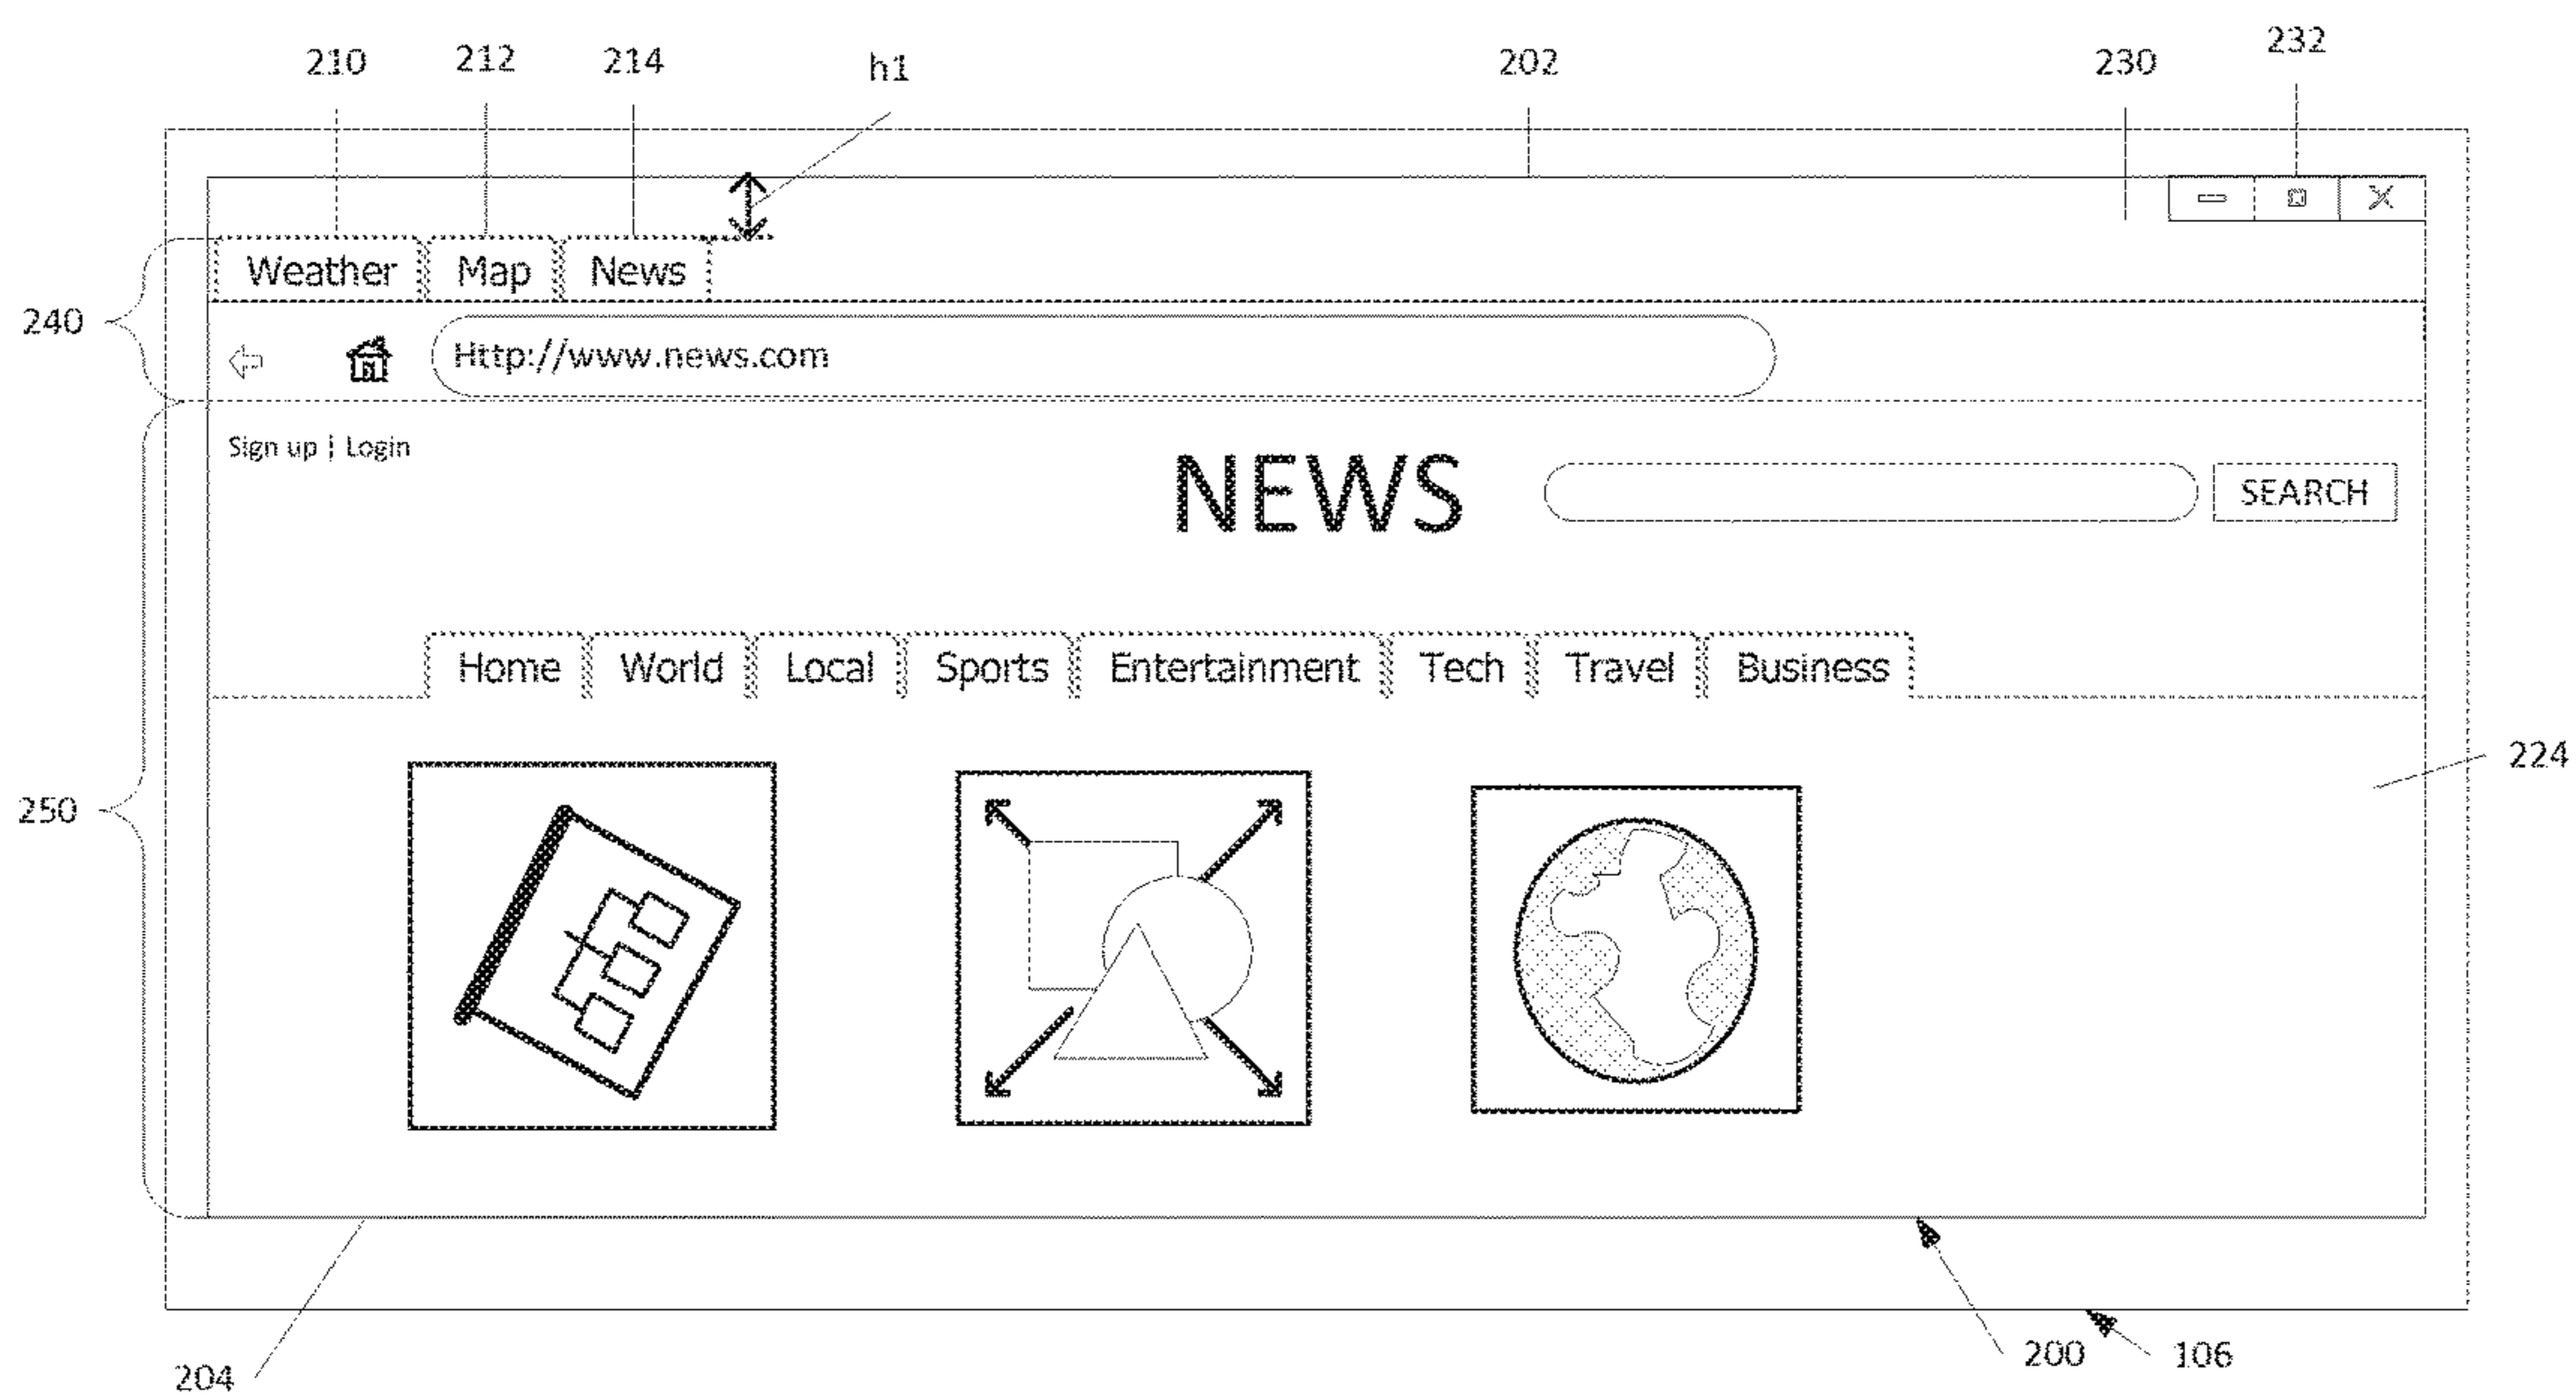 210 212 214 h1 202 230 232
Weather Map News
240
Http://www.news.com
Sign up | Login
NEWS
SEARCH
Home World Local Sports Entertainment Tech Travel Business
224
250
200 106
204